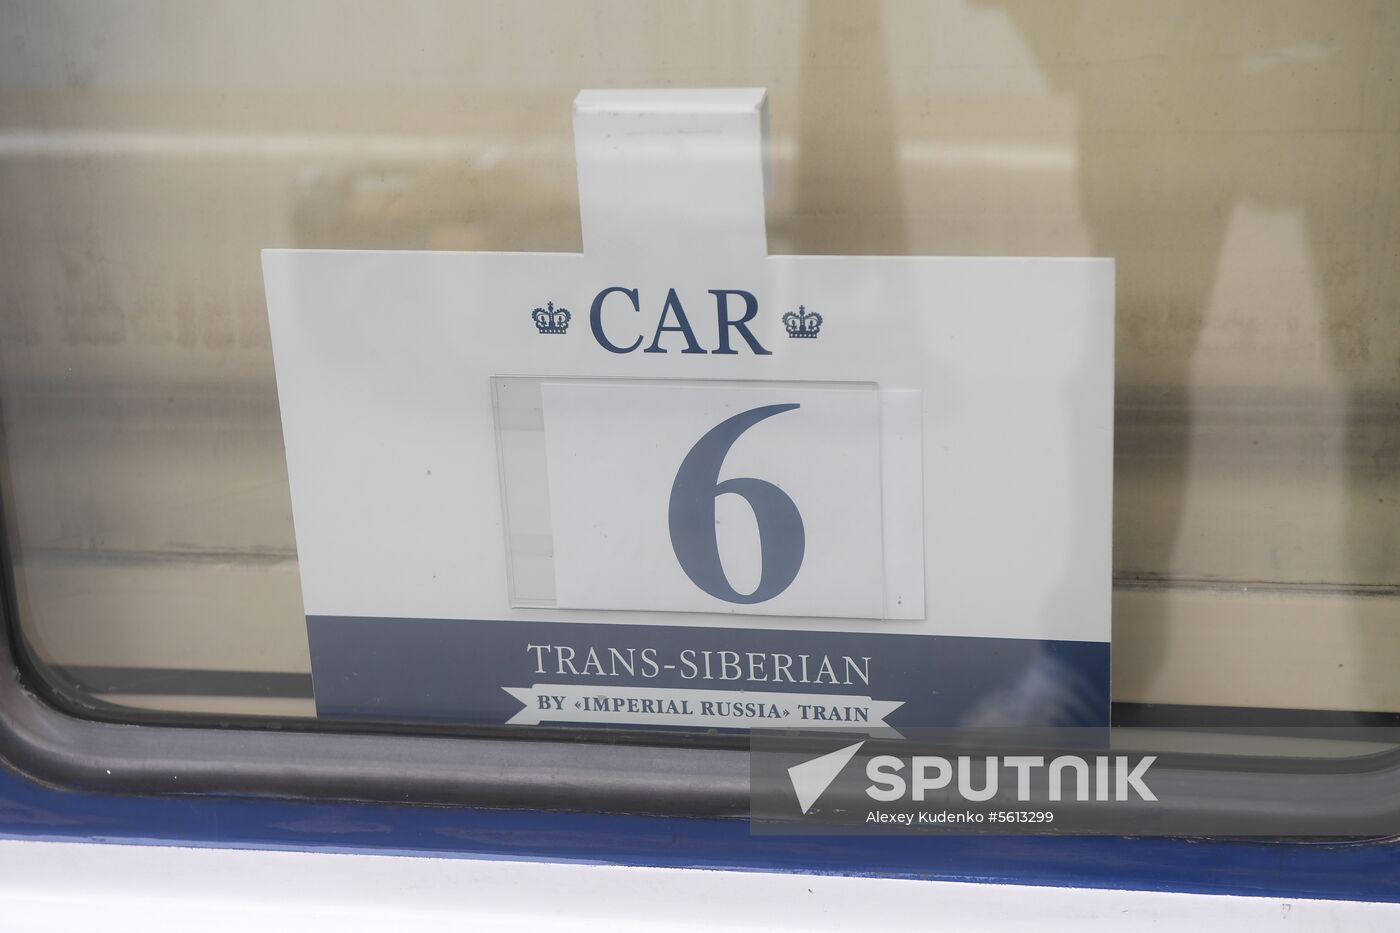 CAR
6
TRANS-SIBERIAN
BY «IMPERIAL RUSSIA» TRAIN
SPUTNIK
Alexey Kudenko #5613299